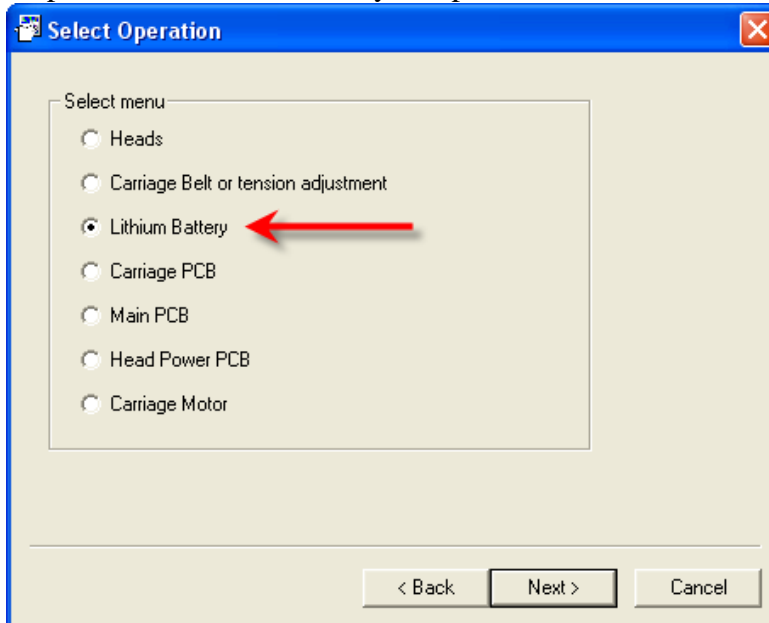 Select Operation
Select menu
Heads
Carriage Belt or tension adjustment
Lithium Battery
Carriage PCB
Main PCB
Head Power PCB
Carriage Motor
< Back
Next >
Cancel